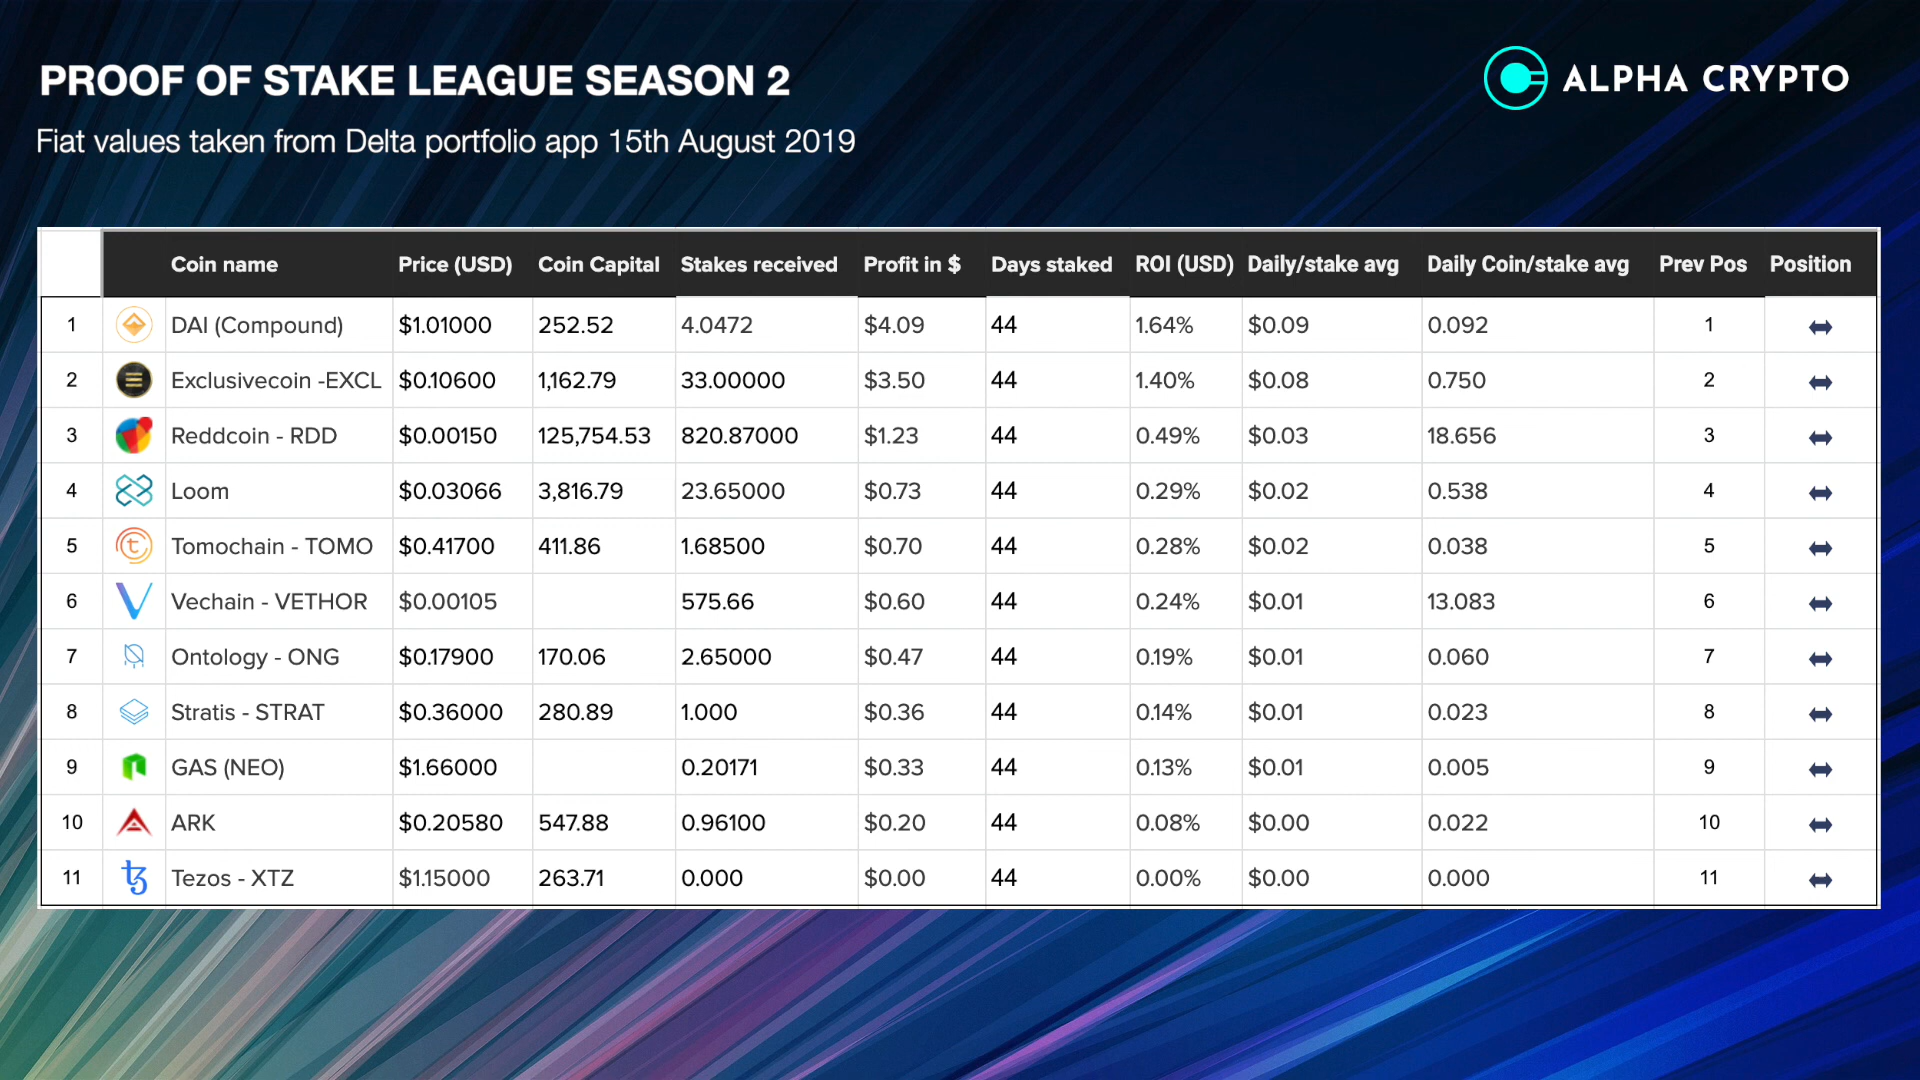 PROOF OF STAKE LEAGUE SEASON 2
ALPHA CRYPTO
Fiat values taken from Delta portfolio app 15th August 2019
Coin name Price (USD) Coin Capital Stakes received Profit in $ Days staked ROI (USD) Daily/stake avg Daily Coin/stake avg Prev Pos Position
1 DAI (Compound) $1.01000 252.52 4.0472 $4.09 44 1.64% $0.09 0.092 1
2 Exclusivecoin -EXCL $0.10600 1,162.79 33.00000 $3.50 44 1.40% $0.08 0.750 2
3 Reddcoin - RDD $0.00150 125,754.53 820.87000 $1.23 44 0.49% $0.03 18.656 3
4 Loom $0.03066 3,816.79 23.65000 $0.73 44 0.29% $0.02 0.538 4
5 Tomochain - TOMO $0.41700 411.86 1.68500 $0.70 44 0.28% $0.02 0.038 5
6 Vechain - VETHOR $0.00105 575.66 $0.60 44 0.24% $0.01 13.083 6
7 Ontology - ONG $0.17900 170.06 2.65000 $0.47 44 0.19% $0.01 0.060 7
8 Stratis - STRAT $0.36000 280.89 1.000 $0.36 44 0.14% $0.01 0.023 8
9 GAS (NEO) $1.66000 0.20171 $0.33 44 0.13% $0.01 0.005 9
10 ARK $0.20580 547.88 0.96100 $0.20 44 0.08% $0.00 0.022 10
11 Tezos - XTZ $1.15000 263.71 0.000 $0.00 44 0.00% $0.00 0.000 11